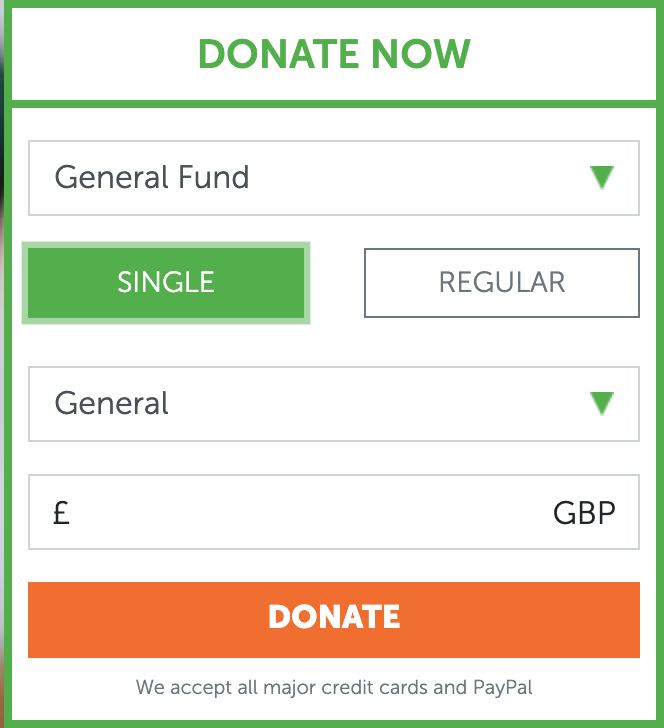 DONATE NOW
General Fund
SINGLE REGULAR
General
£ GBP
DONATE
We accept all major credit cards and PayPal